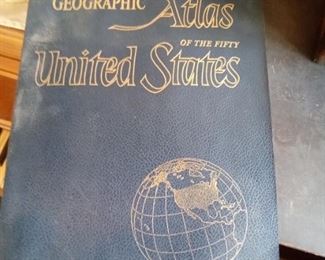 GEOGRAPHIC Atlas
OF THE FIFTY
United States